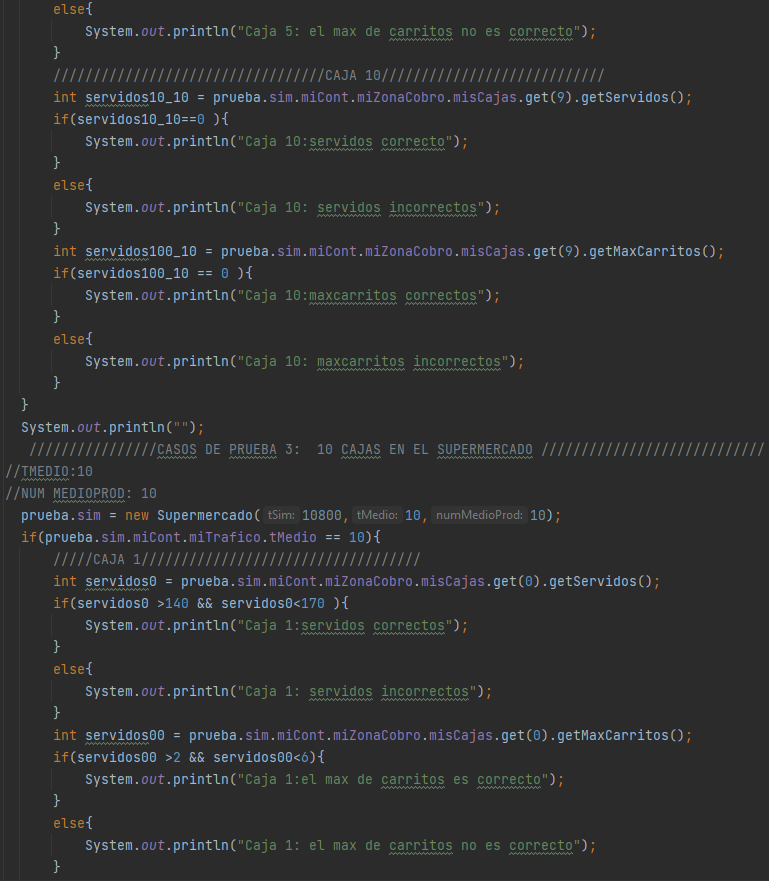 else{
System.out.println("Caja 5: el max de carritos no es correcto");
}
//////////////////////////////////CAJA 10////////////////////////////
int servidos10_10 = prueba.sim.miCont.miZonaCobro.misCajas.get(9).getServidos();
if(servidos10_10==0 ){
System.out.println("Caja 10:servidos correcto");
}
else{
System.out.println("Caja 10: servidos incorrectos");
}
int servidos100_10 = prueba.sim.miCont.miZonaCobro.misCajas.get(9).getMaxCarritos();
if(servidos100_10 == 0 ){
System.out.println("Caja 10:maxcarritos correctos");
}
else{
System.out.println("Caja 10: maxcarritos incorrectos");
}
}
System.out.println("");
////////////////CASOS DE PRUEBA 3:  10 CAJAS EN EL SUPERMERCADO ////////////////////////////
//TMEDIO:10
//NUM MEDIOPROD: 10
prueba.sim = new Supermercado( tSim: 10800, tMedio: 10, numMedioProd: 10);
if(prueba.sim.miCont.miTrafico.tMedio == 10){
/////CAJA 1///////////////////////////////////
int servidos0 = prueba.sim.miCont.miZonaCobro.misCajas.get(0).getServidos();
if(servidos0 >140 && servidos0<170 ){
System.out.println("Caja 1:servidos correctos");
}
else{
System.out.println("Caja 1: servidos incorrectos");
}
int servidos00 = prueba.sim.miCont.miZonaCobro.misCajas.get(0).getMaxCarritos();
if(servidos00 >2 && servidos00<6){
System.out.println("Caja 1:el max de carritos es correcto");
}
else{
System.out.println("Caja 1: el max de carritos no es correcto");
}